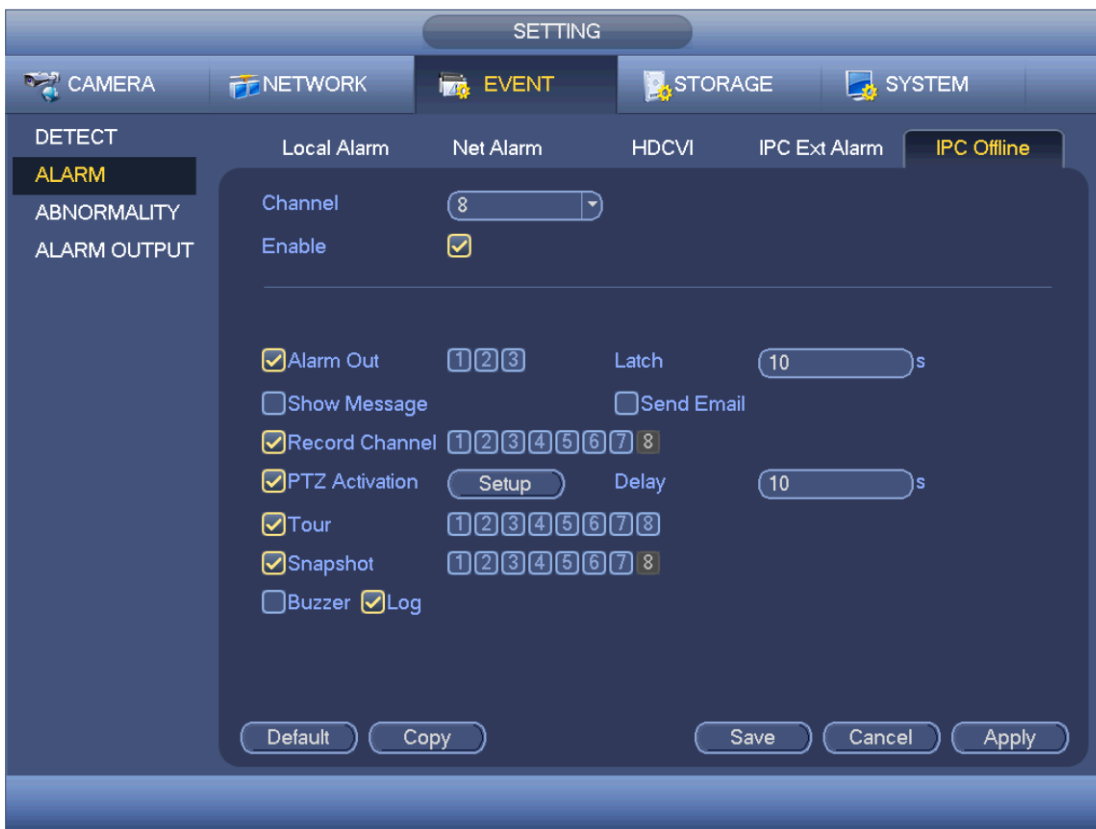 SETTING
CAMERA NETWORK EVENT STORAGE SYSTEM
DETECT
ALARM
ABNORMALITY
ALARM OUTPUT
Local Alarm Net Alarm HDCVI IPC Ext Alarm IPC Offline
Channel 8
Enable
Alarm Out 1 2 3 Latch 10 s
Show Message Send Email
Record Channel 1 2 3 4 5 6 7 8
PTZ Activation Setup Delay 10 s
Tour 1 2 3 4 5 6 7 8
Snapshot 1 2 3 4 5 6 7 8
Buzzer Log
Default Copy Save Cancel Apply